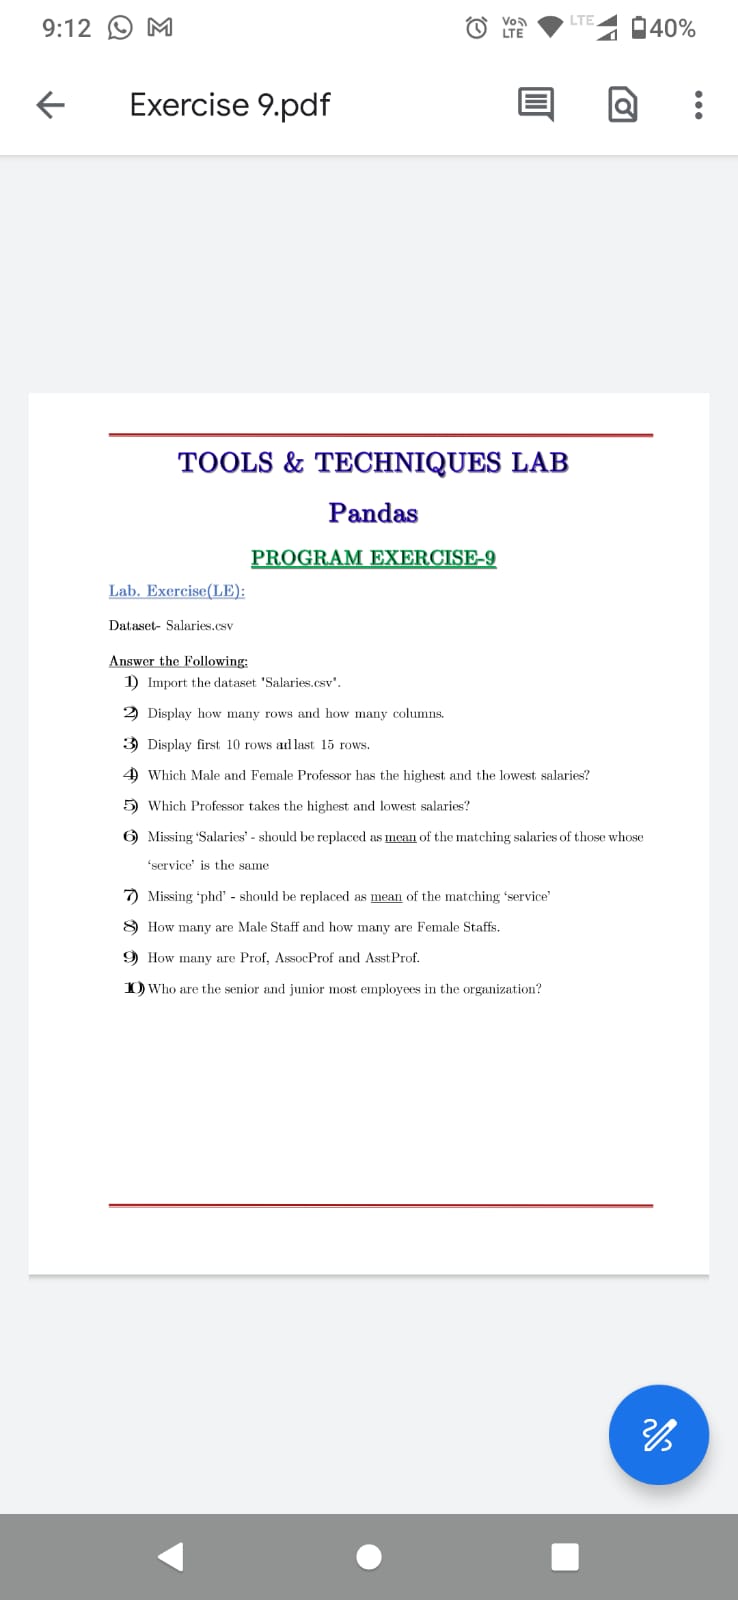 9:12
Vo))
LTE
LTE
40%
Exercise 9.pdf
TOOLS & TECHNIQUES LAB
Pandas
PROGRAM EXERCISE-9
Lab. Exercise(LE):
Dataset- Salaries.csv
Answer the Following:
1) Import the dataset "Salaries.csv".
2) Display how many rows and how many columns.
3) Display first 10 rows ad last 15 rows.
4) Which Male and Female Professor has the highest and the lowest salaries?
5) Which Professor takes the highest and lowest salaries?
6) Missing ‘Salaries’ - should be replaced as mean of the matching salaries of those whose
‘service’ is the same
7) Missing ‘phd’ - should be replaced as mean of the matching ‘service’
8) How many are Male Staff and how many are Female Staffs.
9) How many are Prof, AssocProf and AsstProf.
10) Who are the senior and junior most employees in the organization?